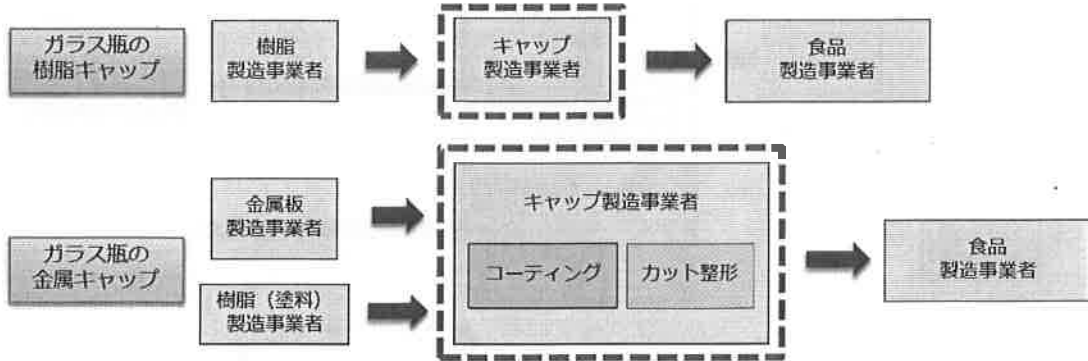 ガラス瓶の
樹脂キャップ
樹脂
製造事業者
キャップ
製造事業者
食品
製造事業者
ガラス瓶の
金属キャップ
金属板
製造事業者
樹脂（塗料）
製造事業者
キャップ製造事業者
コーティング
カット整形
食品
製造事業者